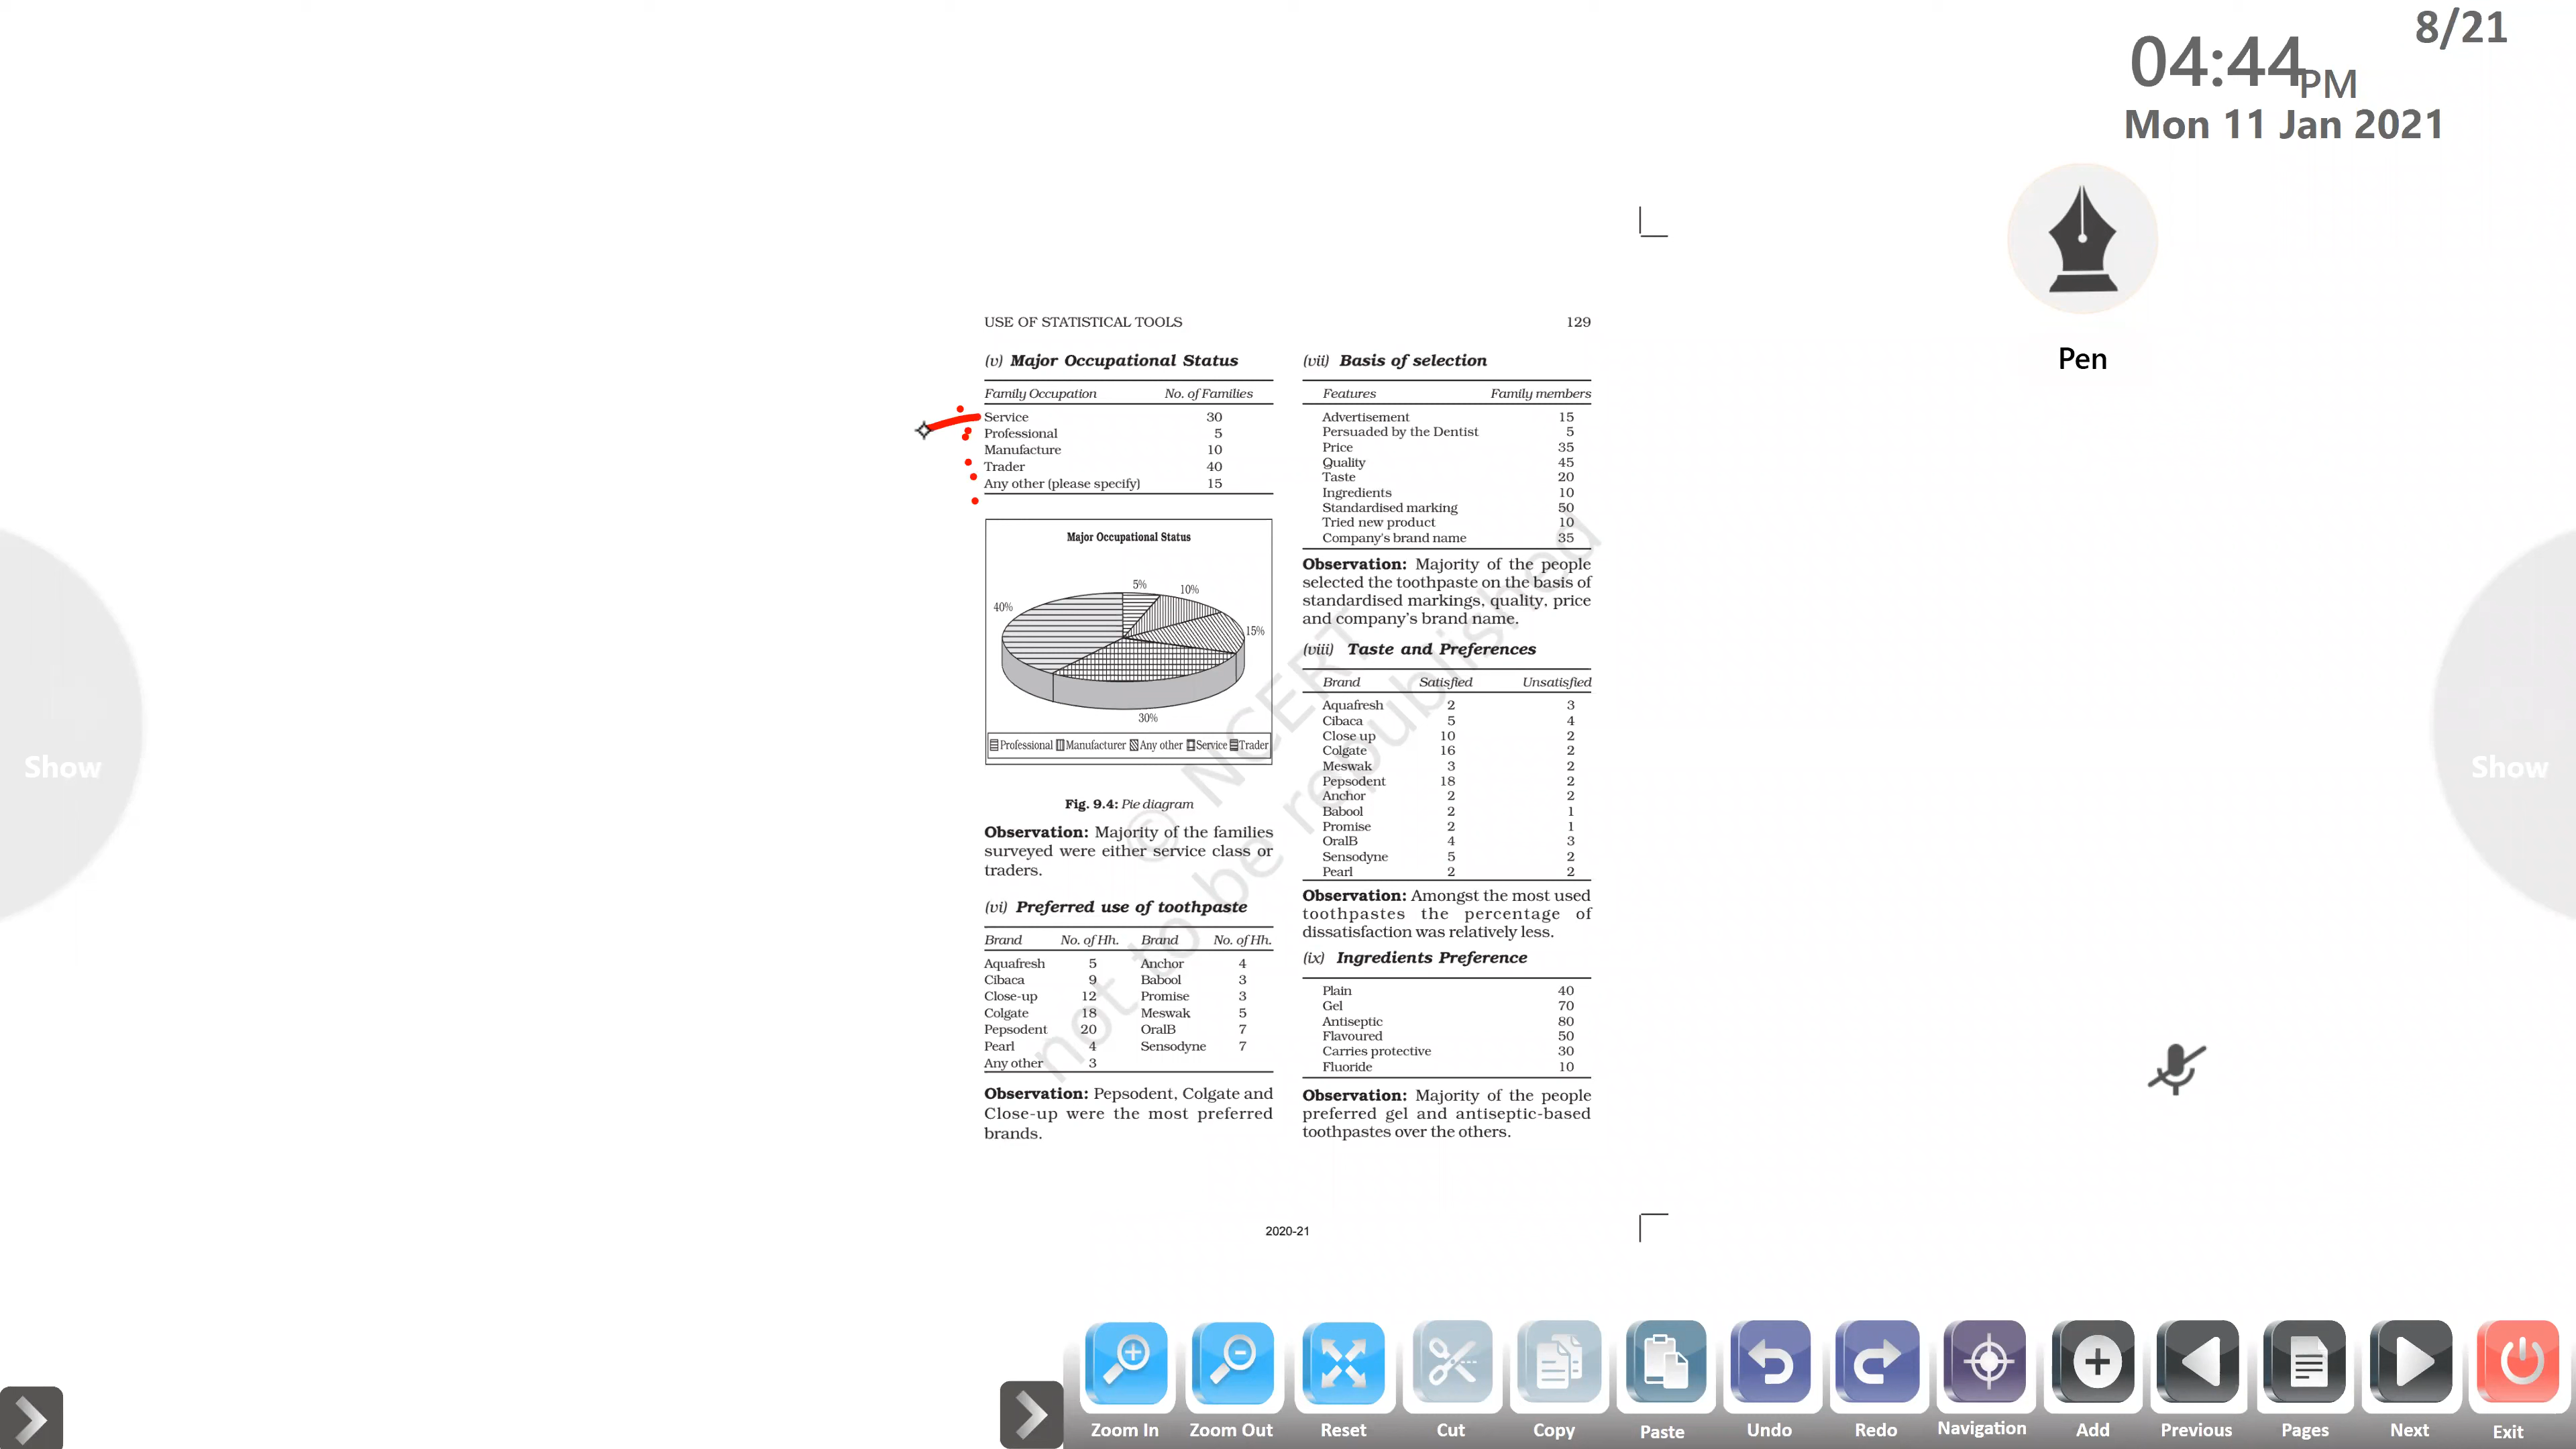 8/21
04:44 PM
Mon 11 Jan 2021
Pen
USE OF STATISTICAL TOOLS 129
(v) Major Occupational Status
Family Occupation No. of Families
Service 30
Professional 5
Manufacture 10
Trader 40
Any other (please specify) 15
Major Occupational Status
5%
10%
40%
15%
30%
Professional Manufacturer Any other Service Trader
Fig. 9.4: Pie diagram
Observation: Majority of the families
surveyed were either service class or
traders.
(vi) Preferred use of toothpaste
Brand No. of Hh. Brand No. of Hh.
Aquafresh 5 Anchor 4
Cibaca 9 Babool 3
Close-up 12 Promise 3
Colgate 18 Meswak 5
Pepsodent 20 OralB 7
Pearl 4 Sensodyne 7
Any other 3
Observation: Pepsodent, Colgate and
Close-up were the most preferred
brands.
(vii) Basis of selection
Features Family members
Advertisement 15
Persuaded by the Dentist 5
Price 35
Quality 45
Taste 20
Ingredients 10
Standardised marking 50
Tried new product 10
Company's brand name 35
Observation: Majority of the people
selected the toothpaste on the basis of
standardised markings, quality, price
and company's brand name.
(viii) Taste and Preferences
Brand Satisfied Unsatisfied
Aquafresh 2 3
Cibaca 5 4
Close up 10 2
Colgate 16 2
Meswak 3 2
Pepsodent 18 2
Anchor 2 2
Babool 2 1
Promise 2 1
OralB 4 3
Sensodyne 5 2
Pearl 2 2
Observation: Amongst the most used
toothpastes the percentage of
dissatisfaction was relatively less.
(ix) Ingredients Preference
Plain 40
Gel 70
Antiseptic 80
Flavoured 50
Carries protective 30
Fluoride 10
Observation: Majority of the people
preferred gel and antiseptic-based
toothpastes over the others.
© NCERT
not to be republished
2020-21
Show
Show
Zoom In Zoom Out Reset Cut Copy Paste Undo Redo Navigation Add Previous Pages Next Exit